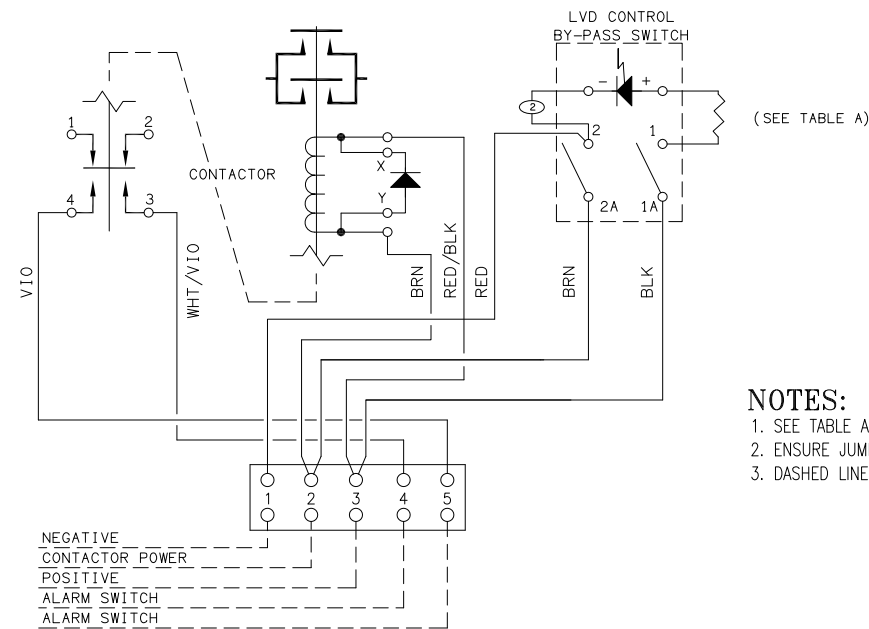 LVD CONTROL
BY-PASS SWITCH
- +
2
(SEE TABLE A)
1 2
2 1
X
CONTACTOR
Y
4 3
2A 1A
VIO
WHT/VIO
BRN
RED/BLK
RED
BRN
BLK
NOTES:
1. SEE TABLE A
2. ENSURE JUM
3. DASHED LINE
1 2 3 4 5
NEGATIVE
CONTACTOR POWER
POSITIVE
ALARM SWITCH
ALARM SWITCH